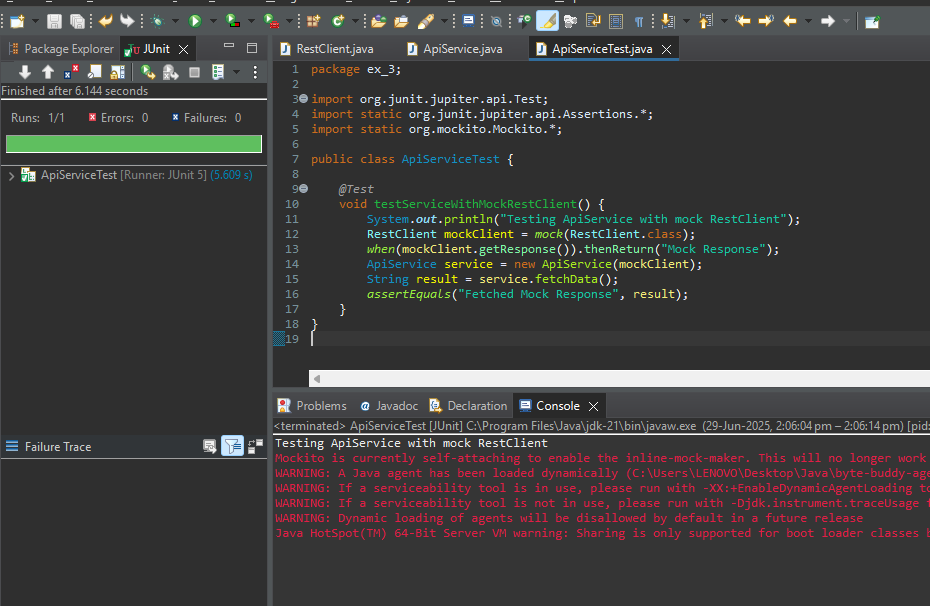 Package Explorer
JUnit
Finished after 6.144 seconds
Runs: 1/1 Errors: 0 Failures: 0
ApiServiceTest [Runner: JUnit 5] (5.609 s)
Failure Trace
RestClient.java ApiService.java ApiServiceTest.java
1 package ex_3;
2
3 import org.junit.jupiter.api.Test;
4 import static org.junit.jupiter.api.Assertions.*;
5 import static org.mockito.Mockito.*;
6
7 public class ApiServiceTest {
8
9 @Test
10 void testServiceWithMockRestClient() {
11 System.out.println("Testing ApiService with mock RestClient");
12 RestClient mockClient = mock(RestClient.class);
13 when(mockClient.getResponse()).thenReturn("Mock Response");
14 ApiService service = new ApiService(mockClient);
15 String result = service.fetchData();
16 assertEquals("Fetched Mock Response", result);
17 }
18 }
19
Problems Javadoc Declaration Console
<terminated> ApiServiceTest [JUnit] C:\Program Files\Java\jdk-21\bin\javaw.exe (29-Jun-2025, 2:06:04 pm – 2:06:14 pm) [pid:
Testing ApiService with mock RestClient
Mockito is currently self-attaching to enable the inline-mock-maker. This will no longer work
WARNING: A Java agent has been loaded dynamically (C:\Users\LENOVO\Desktop\Java\byte-buddy-age
WARNING: If a serviceability tool is in use, please run with -XX:+EnableDynamicAgentLoading to
WARNING: If a serviceability tool is not in use, please run with -Djdk.instrument.traceUsage
WARNING: Dynamic loading of agents will be disallowed by default in a future release
Java HotSpot(TM) 64-Bit Server VM warning: Sharing is only supported for boot loader classes